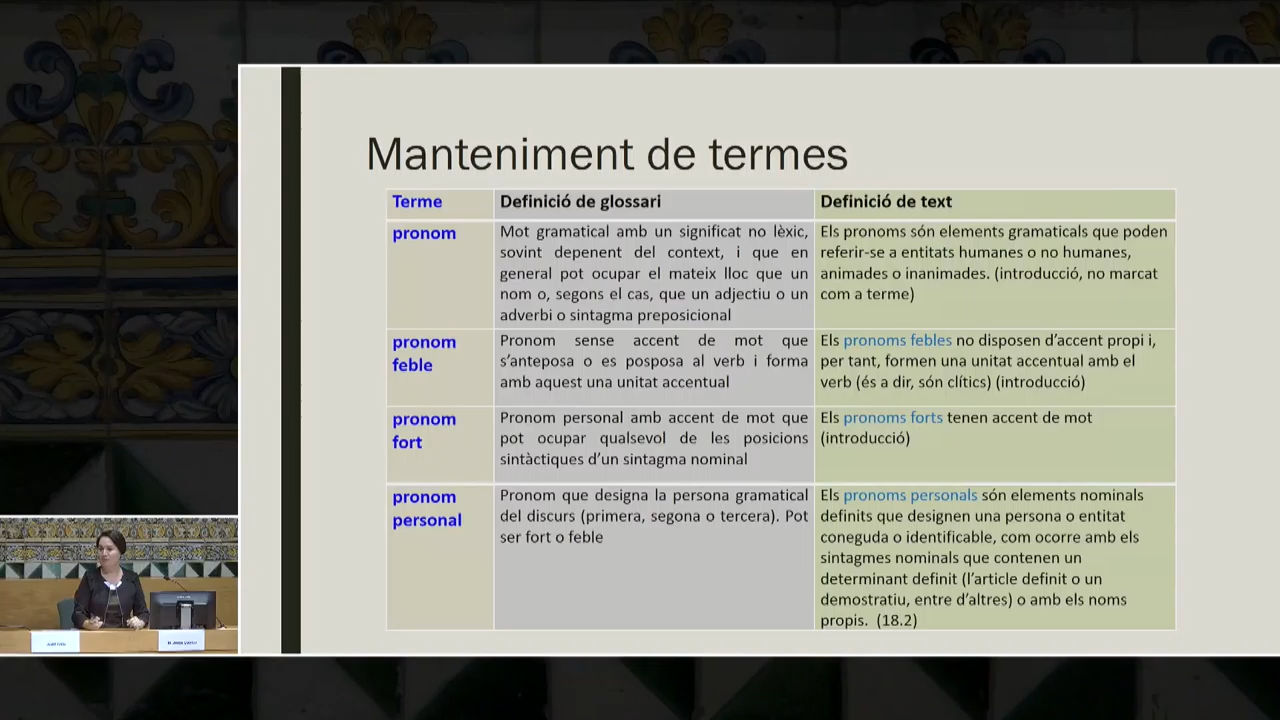 Manteniment de termes
Terme
Definició de glossari
Definició de text
pronom
Mot gramatical amb un significat no lèxic,
sovint depenent del context, i que en
general pot ocupar el mateix lloc que un
nom o, segons el cas, que un adjectiu o un
adverbi o sintagma preposicional
Els pronoms són elements gramaticals que poden
referir-se a entitats humanes o no humanes,
animades o inanimades. (introducció, no marcat
com a terme)
pronom
feble
Pronom sense accent de mot que
s'anteposa o es posposa al verb i forma
amb aquest una unitat accentual
Els pronoms febles no disposen d'accent propi i,
per tant, formen una unitat accentual amb el
verb (és a dir, són clítics) (introducció)
pronom
fort
Pronom personal amb accent de mot que
pot ocupar qualsevol de les posicions
sintàctiques d'un sintagma nominal
Els pronoms forts tenen accent de mot
(introducció)
pronom
personal
Pronom que designa la persona gramatical
del discurs (primera, segona o tercera). Pot
ser fort o feble
Els pronoms personals són elements nominals
definits que designen una persona o entitat
coneguda o identificable, com ocorre amb els
sintagmes nominals que contenen un
determinant definit (l'article definit o un
demostratiu, entre d'altres) o amb els noms
propis. (18.2)